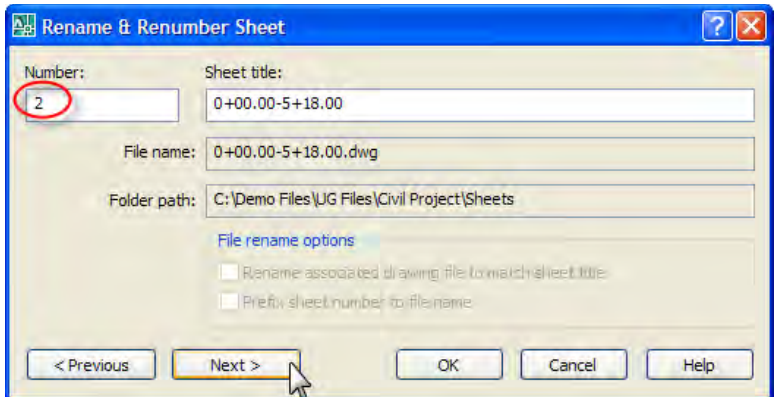 Rename & Renumber Sheet
Number: Sheet title:
2 0+00.00-5+18.00
File name: 0+00.00-5+18.00.dwg
Folder path: C:\Demo Files\UG Files\Civil Project\Sheets
File rename options
Rename associated drawing file to match sheet title
Prefix sheet number to file name
< Previous Next > OK Cancel Help